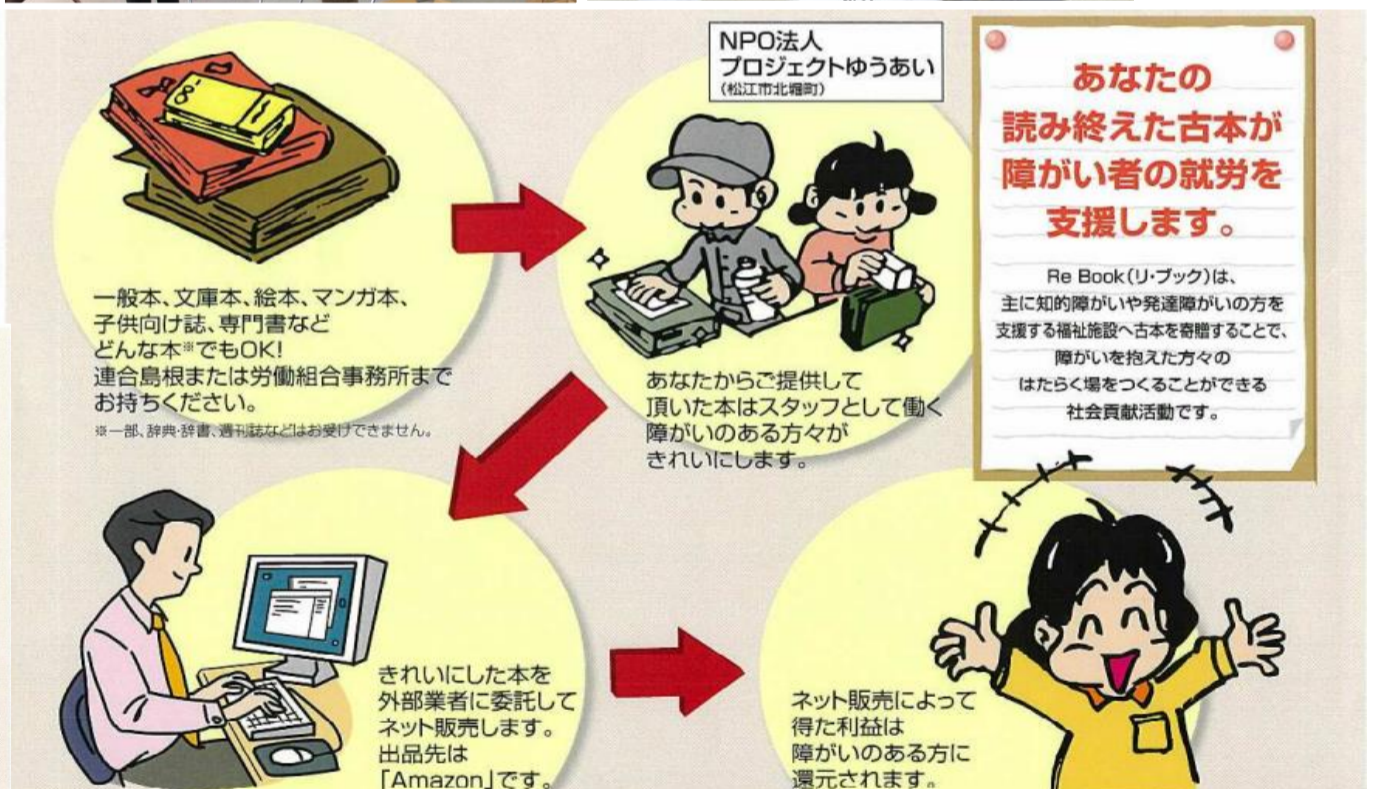 一般本、文庫本、絵本、マンガ本、
子供向け誌、専門書など
どんな本※でもOK!
連合島根または労働組合事務所まで
お持ちください。
※一部、辞典・辞書、週刊誌などはお受けできません。
NPO法人
プロジェクトゆうあい
(松江市北堀町)
あなたからご提供して
頂いた本はスタッフとして働く
障がいのある方々が
きれいにします。
あなたの
読み終えた古本が
障がい者の就労を
支援します。
Re Book(リ・ブック)は、
主に知的障がいや発達障がいの方を
支援する福祉施設へ古本を寄贈することで、
障がいを抱えた方々の
はたらく場をつくることができる
社会貢献活動です。
きれいにした本を
外部業者に委託して
ネット販売します。
出品先は
「Amazon」です。
ネット販売によって
得た利益は
障がいのある方に
還元されます。